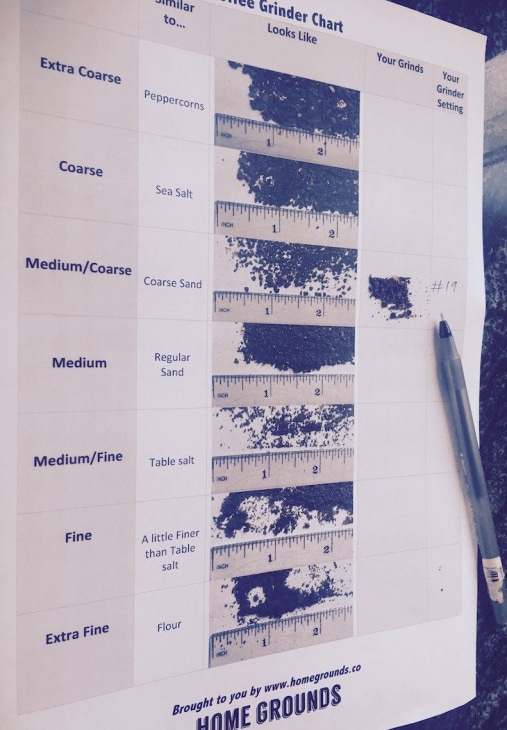 Grinder Chart
Similar to...
Looks Like
Your Grinds
Your Grinder Setting
Extra Coarse
Peppercorns
INCH 1 2
Coarse
Sea Salt
INCH 1 2
Medium/Coarse
Coarse Sand
INCH 1 2
#19
Medium
Regular Sand
INCH 1 2
Medium/Fine
Table salt
INCH 1 2
Fine
A little Finer than Table salt
INCH 1 2
Extra Fine
Flour
INCH 1 2
Brought to you by www.homegrounds.co
HOME GROUNDS